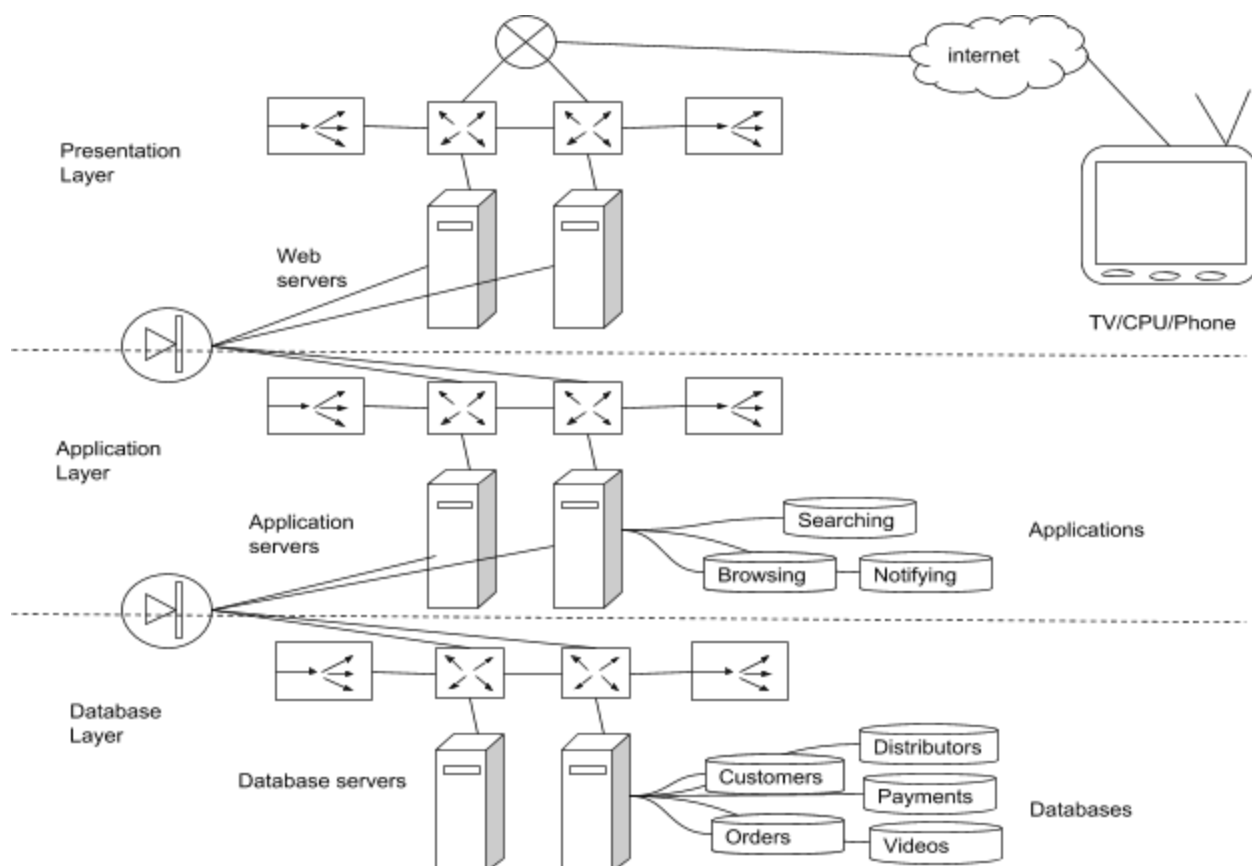 internet
Presentation
Layer
Web
servers
TV/CPU/Phone
Application
Layer
Application
servers
Searching
Browsing
Notifying
Applications
Database
Layer
Database servers
Distributors
Customers
Payments
Orders
Videos
Databases